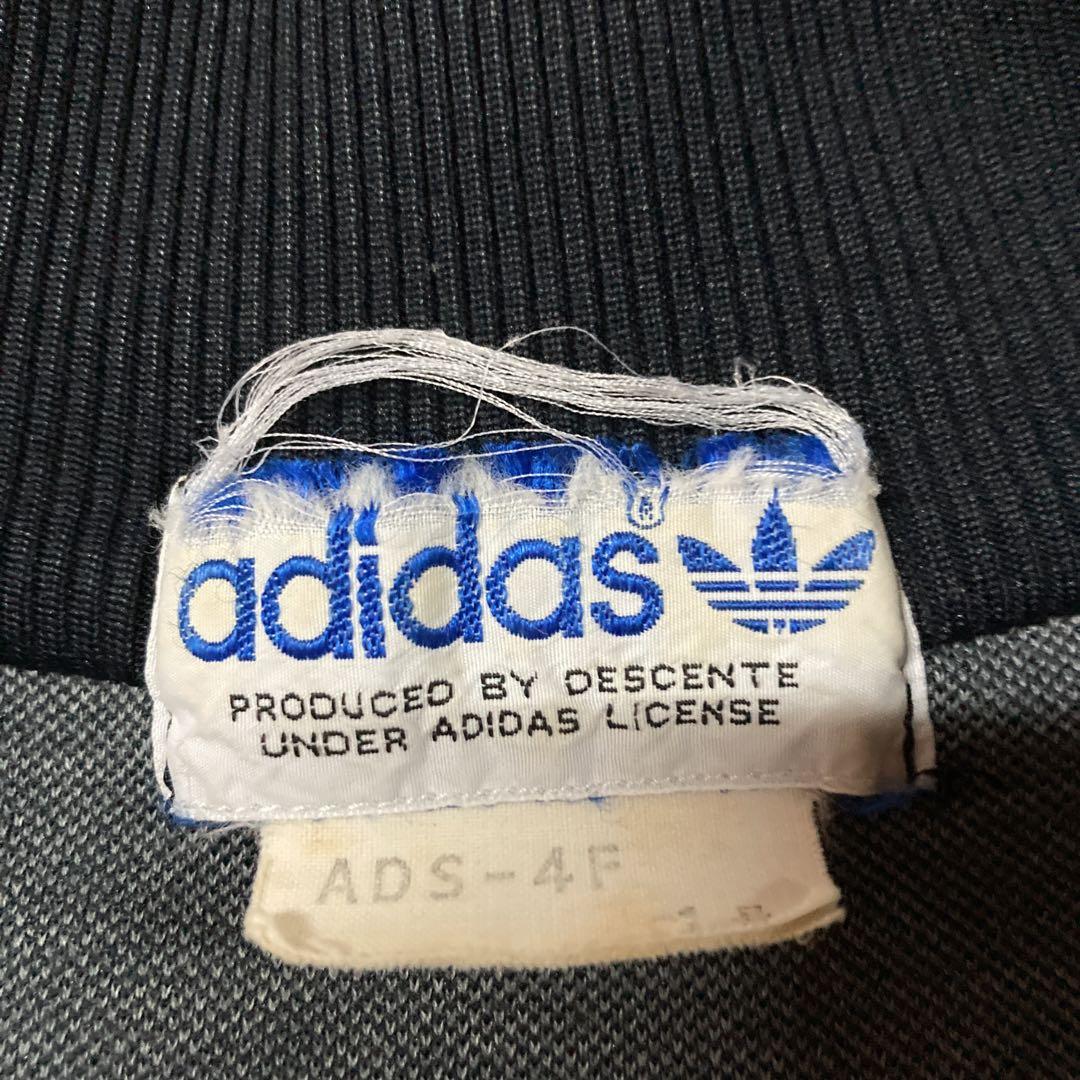 adidas®
PRODUCED BY DESCENTE
UNDER ADIDAS LICENSE
ADS-4F